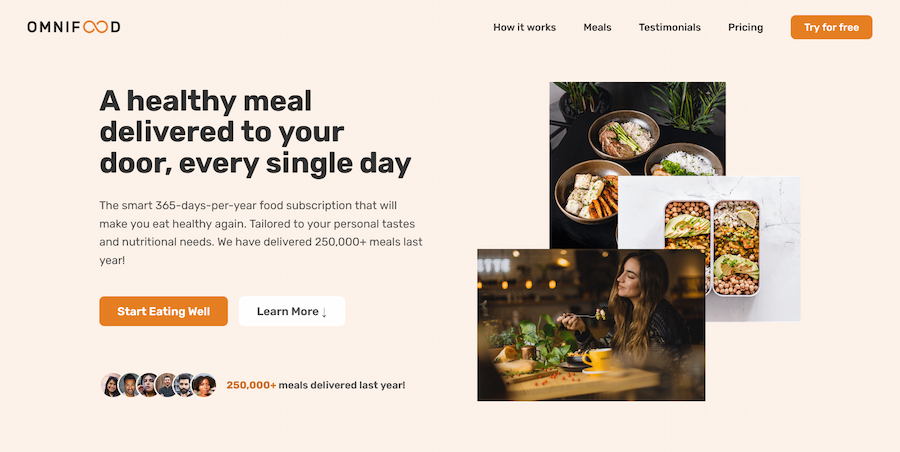 OMNIFOOD
How it works
Meals
Testimonials
Pricing
Try for free
A healthy meal
delivered to your
door, every single day
The smart 365-days-per-year food subscription that will
make you eat healthy again. Tailored to your personal tastes
and nutritional needs. We have delivered 250,000+ meals last
year!
Start Eating Well
Learn More ↓
250,000+ meals delivered last year!